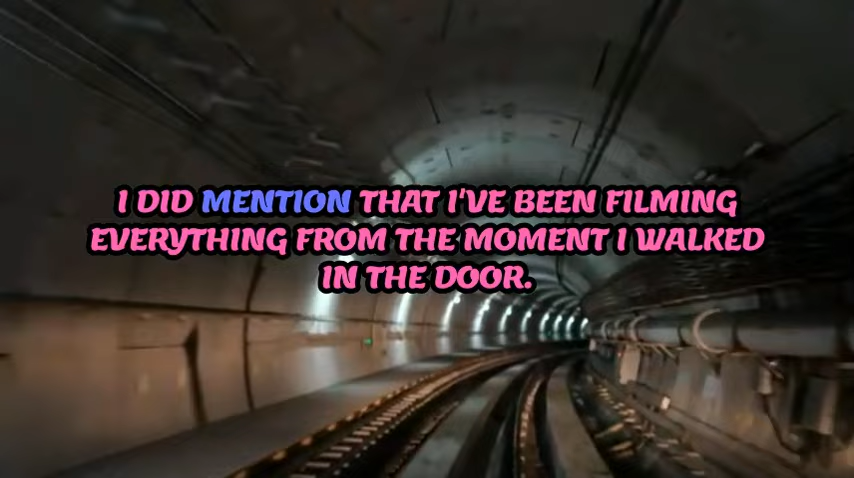 I DID MENTION THAT I'VE BEEN FILMING
EVERYTHING FROM THE MOMENT I WALKED
IN THE DOOR.